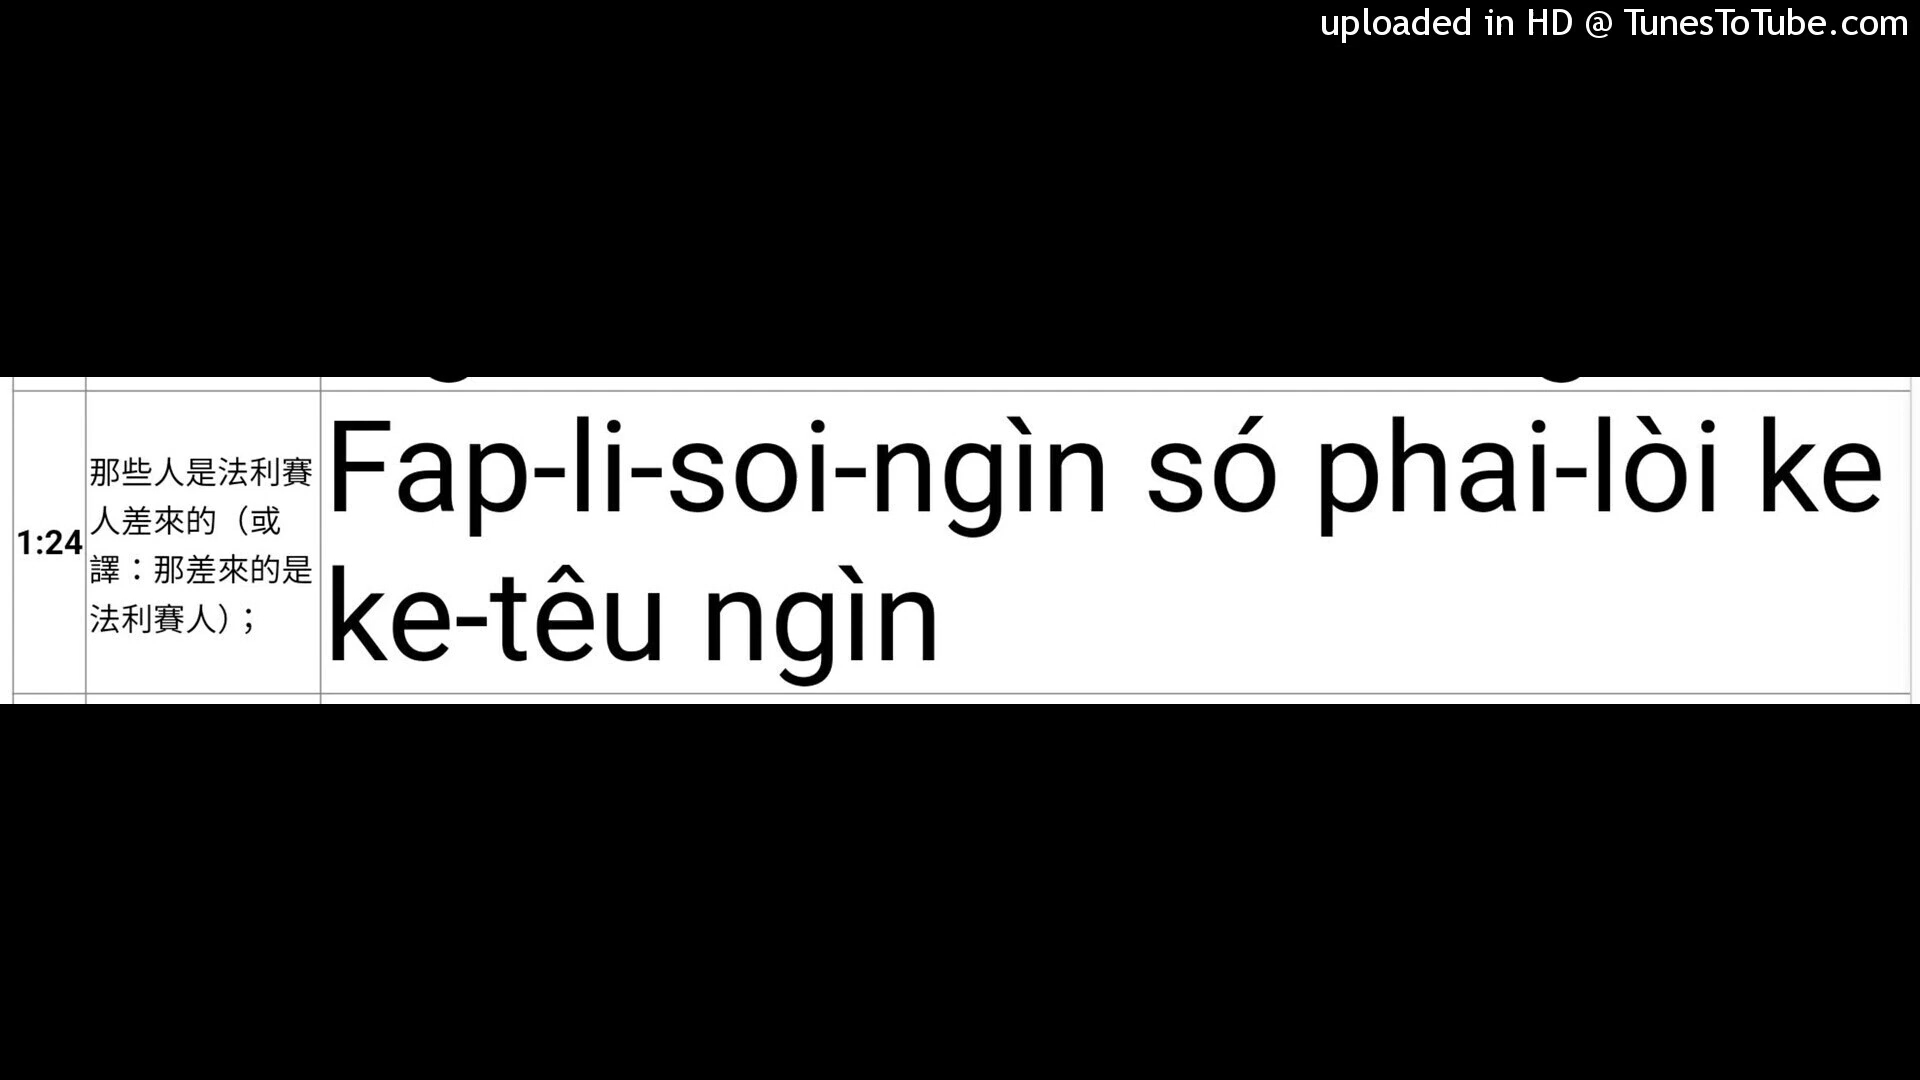 uploaded in HD @ TunesToTube.com
1:24
那些人是法利賽
人差來的（或
譯：那差來的是
法利賽人）；
Fap-li-soi-ngìn só phai-lòi ke
ke-têu ngìn